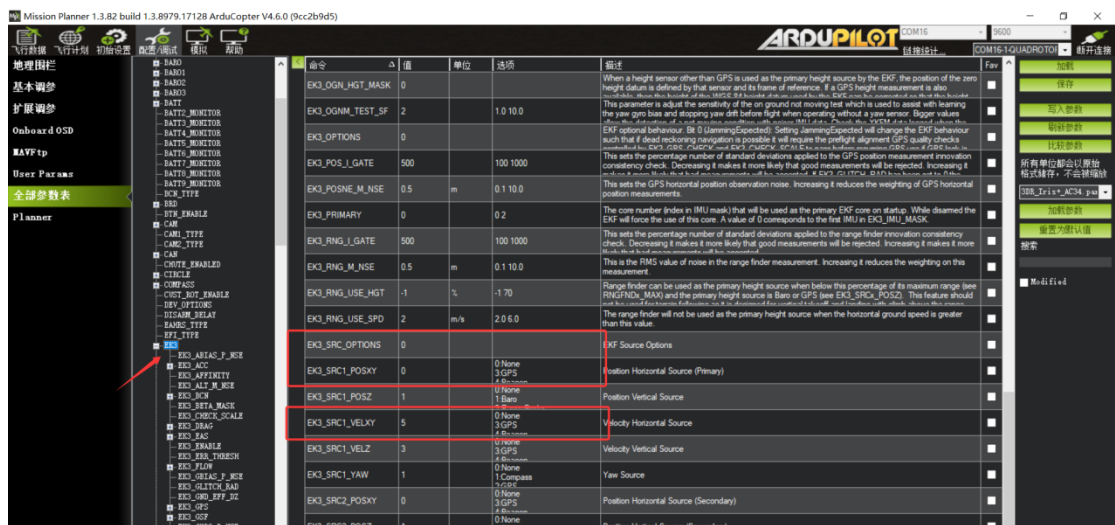 Mission Planner 1.3.82 build 1.3.8979.17128 ArduCopter V4.6.0 (9cc2b9d5)
飞行数据 飞行计划 初始设置 配置/调试 模拟 帮助
ARDUPILOT
COM16 9600
链接统计... COM16-1-QUADROTOR 断开连接
地理围栏
基本调参
扩展调参
Onboard OSD
MAVFtp
User Params
全部参数表
Planner
BARO
BARO1
BARO2
BARO3
BATT
BATT2_MONITOR
BATT3_MONITOR
BATT4_MONITOR
BATT5_MONITOR
BATT6_MONITOR
BATT7_MONITOR
BATT8_MONITOR
BATT9_MONITOR
BCN_TYPE
BRD
BTN_ENABLE
CAM
CAM1_TYPE
CAM2_TYPE
CAN
CHUTE_ENABLED
CIRCLE
COMPASS
CUST_ROT_ENABLE
DEV_OPTIONS
DISARM_DELAY
EAHRS_TYPE
EFI_TYPE
EK3
EK3_ABIAS_P_NSE
EK3_ACC
EK3_AFFINITY
EK3_ALT_M_NSE
EK3_BCN
EK3_BETA_MASK
EK3_CHECK_SCALE
EK3_DRAG
EK3_EAS
EK3_ENABLE
EK3_ERR_THRESH
EK3_FLOW
EK3_GBIAS_P_NSE
EK3_GLITCH_RAD
EK3_GND_EFF_DZ
EK3_GPS
EK3_GSF
命令 值 单位 选项 描述 Fav
EK3_OGN_HGT_MASK 0 When a height sensor other than GPS is used as the primary height source by the EKF, the position of the zero
height datum is defined by that sensor and its frame of reference. If a GPS height measurement is also
EK3_OGNM_TEST_SF 2 1.0 10.0 This parameter is adjust the sensitivity of the on ground not moving test which is used to assist with learning
the yaw gyro bias and stopping yaw drift before flight when operating without a yaw sensor. Bigger values
EK3_OPTIONS 0 EKF optional behaviour. Bit 0 (JammingExpected): Setting JammingExpected will change the EKF behaviour
such that if dead reckoning navigation is possible it will require the preflight alignment GPS quality checks
EK3_POS_I_GATE 500 100 1000 This sets the percentage number of standard deviations applied to the GPS position measurement innovation
consistency check. Decreasing it makes it more likely that good measurements will be rejected. Increasing it
EK3_POSNE_M_NSE 0.5 m 0.1 10.0 This sets the GPS horizontal position observation noise. Increasing it reduces the weighting of GPS horizontal
position measurements.
EK3_PRIMARY 0 0 2 The core number (index in IMU mask) that will be used as the primary EKF core on startup. While disarmed the
EKF will force the use of this core. A value of 0 corresponds to the first IMU in EK3_IMU_MASK.
EK3_RNG_I_GATE 500 100 1000 This sets the percentage number of standard deviations applied to the range finder innovation consistency
check. Decreasing it makes it more likely that good measurements will be rejected. Increasing it makes it more
EK3_RNG_M_NSE 0.5 m 0.1 10.0 This is the RMS value of noise in the range finder measurement. Increasing it reduces the weighting on this
measurement.
EK3_RNG_USE_HGT -1 % -1 70 Range finder can be used as the primary height source when below this percentage of its maximum range (see
RNGFNDx_MAX) and the primary height source is Baro or GPS (see EK3_SRCx_POSZ). This feature should
EK3_RNG_USE_SPD 2 m/s 2.0 6.0 The range finder will not be used as the primary height source when the horizontal ground speed is greater
than this value.
EK3_SRC_OPTIONS 0 EKF Source Options
EK3_SRC1_POSXY 0 0:None
3:GPS Position Horizontal Source (Primary)
EK3_SRC1_POSZ 1 0:None
1:Baro Position Vertical Source
EK3_SRC1_VELXY 5 0:None
3:GPS Velocity Horizontal Source
EK3_SRC1_VELZ 3 0:None
3:GPS Velocity Vertical Source
EK3_SRC1_YAW 1 0:None
1:Compass Yaw Source
EK3_SRC2_POSXY 0 0:None
3:GPS Position Horizontal Source (Secondary)
0:None
加载
保存
写入参数
刷新参数
比较参数
所有单位都会以原始
格式储存，不会被缩放
3DR_Iris+_AC34.par
加载参数
重置为默认值
搜索
Modified